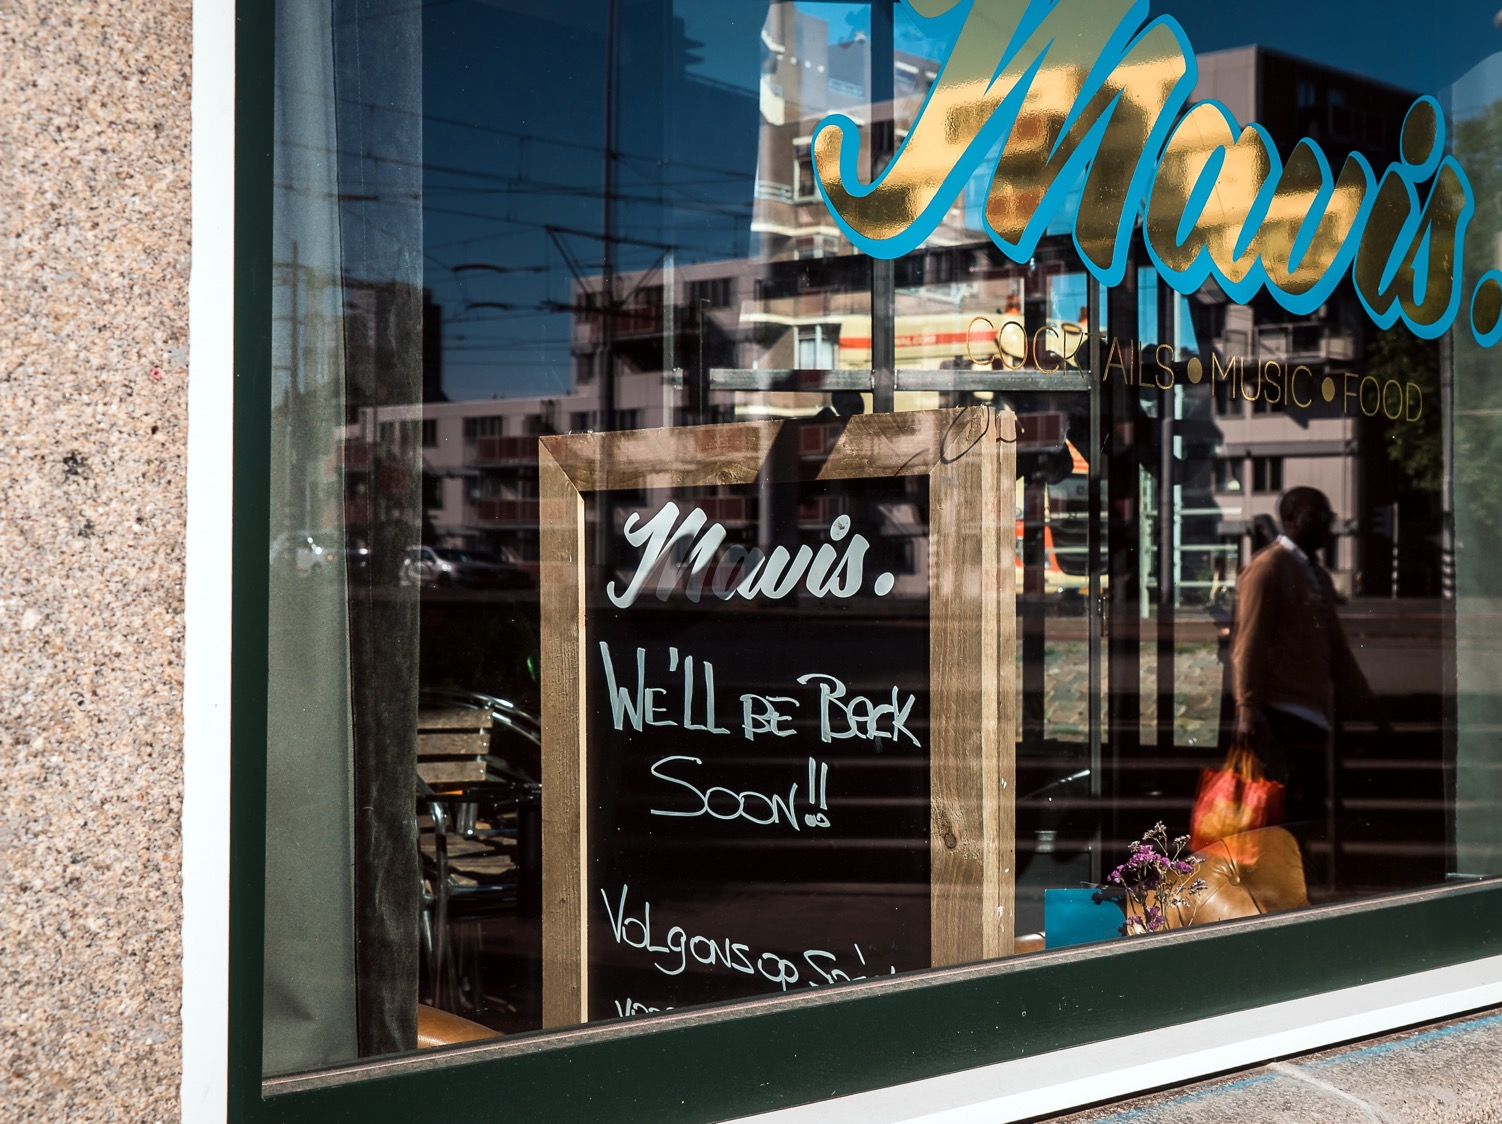 Mavis.
COCKTAILS • MUSIC • FOOD
Mavis.
WE'LL BE BACK
SOON!!
VOLG ONS OP